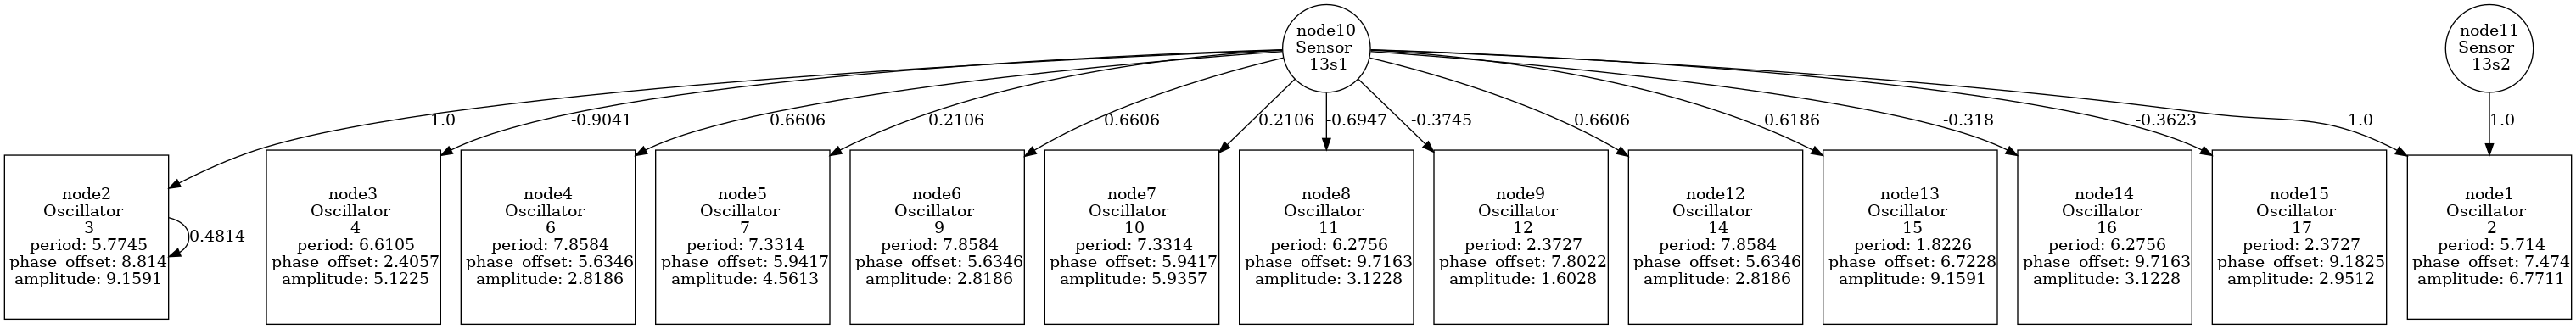 node10
Sensor
13s1
node11
Sensor
13s2
1.0
-0.9041
0.6606
0.2106
0.6606
0.2106
-0.6947
-0.3745
0.6606
0.6186
-0.318
-0.3623
1.0
1.0
node2
Oscillator
3
period: 5.7745
phase_offset: 8.814
amplitude: 9.1591
0.4814
node3
Oscillator
4
period: 6.6105
phase_offset: 2.4057
amplitude: 5.1225
node4
Oscillator
6
period: 7.8584
phase_offset: 5.6346
amplitude: 2.8186
node5
Oscillator
7
period: 7.3314
phase_offset: 5.9417
amplitude: 4.5613
node6
Oscillator
9
period: 7.8584
phase_offset: 5.6346
amplitude: 2.8186
node7
Oscillator
10
period: 7.3314
phase_offset: 5.9417
amplitude: 5.9357
node8
Oscillator
11
period: 6.2756
phase_offset: 9.7163
amplitude: 3.1228
node9
Oscillator
12
period: 2.3727
phase_offset: 7.8022
amplitude: 1.6028
node12
Oscillator
14
period: 7.8584
phase_offset: 5.6346
amplitude: 2.8186
node13
Oscillator
15
period: 1.8226
phase_offset: 6.7228
amplitude: 9.1591
node14
Oscillator
16
period: 6.2756
phase_offset: 9.7163
amplitude: 3.1228
node15
Oscillator
17
period: 2.3727
phase_offset: 9.1825
amplitude: 2.9512
node1
Oscillator
2
period: 5.714
phase_offset: 7.474
amplitude: 6.7711